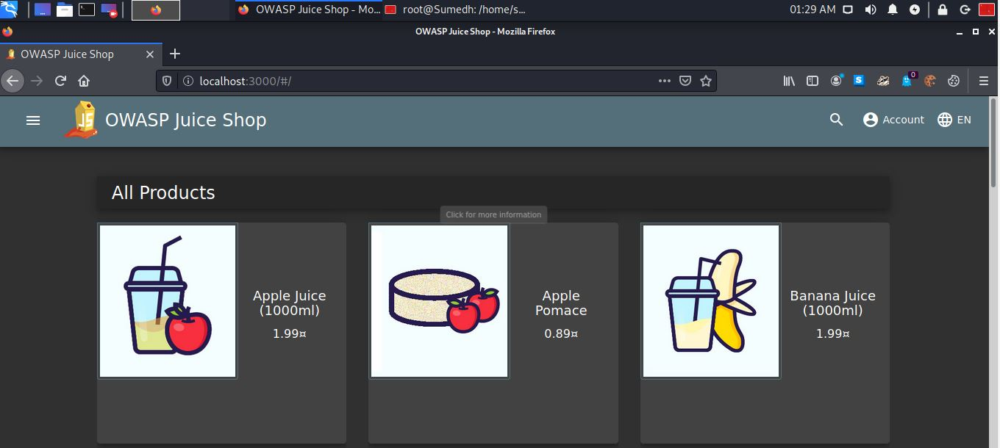 OWASP Juice Shop - Mo...
root@Sumedh: /home/s...
01:29 AM
OWASP Juice Shop - Mozilla Firefox
OWASP Juice Shop
localhost:3000/#/
S
0
JS
OWASP Juice Shop
Account
EN
All Products
Click for more information
Apple Juice
(1000ml)
1.99¤
Apple
Pomace
0.89¤
Banana Juice
(1000ml)
1.99¤